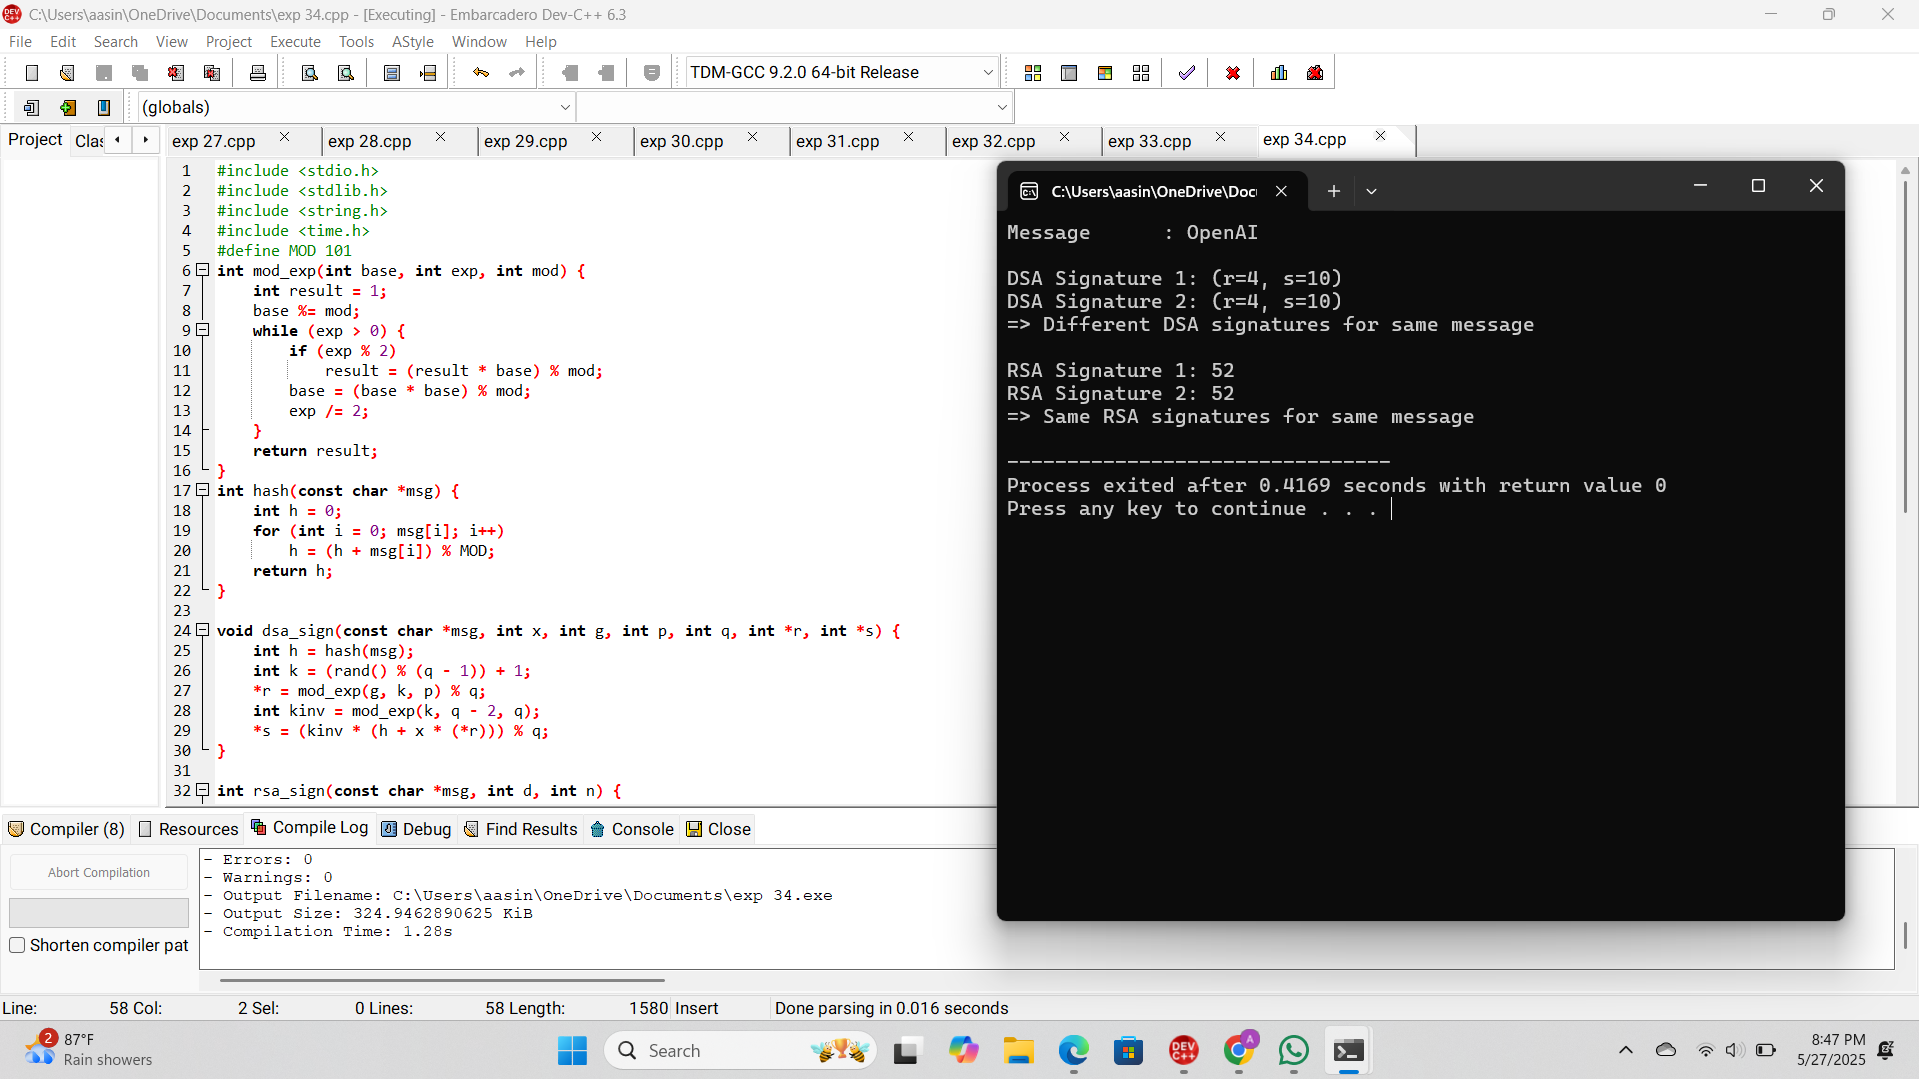 C:\Users\aasin\OneDrive\Documents\exp 34.cpp - [Executing] - Embarcadero Dev-C++ 6.3
File Edit Search View Project Execute Tools AStyle Window Help
TDM-GCC 9.2.0 64-bit Release
(globals)
Project Clas exp 27.cpp exp 28.cpp exp 29.cpp exp 30.cpp exp 31.cpp exp 32.cpp exp 33.cpp exp 34.cpp
1 #include <stdio.h>
2 #include <stdlib.h>
3 #include <string.h>
4 #include <time.h>
5 #define MOD 101
6 int mod_exp(int base, int exp, int mod) {
7 int result = 1;
8 base %= mod;
9 while (exp > 0) {
10 if (exp % 2)
11 result = (result * base) % mod;
12 base = (base * base) % mod;
13 exp /= 2;
14 }
15 return result;
16 }
17 int hash(const char *msg) {
18 int h = 0;
19 for (int i = 0; msg[i]; i++)
20 h = (h + msg[i]) % MOD;
21 return h;
22 }
23
24 void dsa_sign(const char *msg, int x, int g, int p, int q, int *r, int *s) {
25 int h = hash(msg);
26 int k = (rand() % (q - 1)) + 1;
27 *r = mod_exp(g, k, p) % q;
28 int kinv = mod_exp(k, q - 2, q);
29 *s = (kinv * (h + x * (*r))) % q;
30 }
31
32 int rsa_sign(const char *msg, int d, int n) {
C:\Users\aasin\OneDrive\Doc
Message : OpenAI
DSA Signature 1: (r=4, s=10)
DSA Signature 2: (r=4, s=10)
=> Different DSA signatures for same message
RSA Signature 1: 52
RSA Signature 2: 52
=> Same RSA signatures for same message
--------------------------------
Process exited after 0.4169 seconds with return value 0
Press any key to continue . . .
Compiler (8) Resources Compile Log Debug Find Results Console Close
Abort Compilation
Shorten compiler pat
- Errors: 0
- Warnings: 0
- Output Filename: C:\Users\aasin\OneDrive\Documents\exp 34.exe
- Output Size: 324.9462890625 KiB
- Compilation Time: 1.28s
Line: 58 Col: 2 Sel: 0 Lines: 58 Length: 1580 Insert Done parsing in 0.016 seconds
2
87°F
Rain showers
Search
DEV C++
A
8:47 PM
5/27/2025